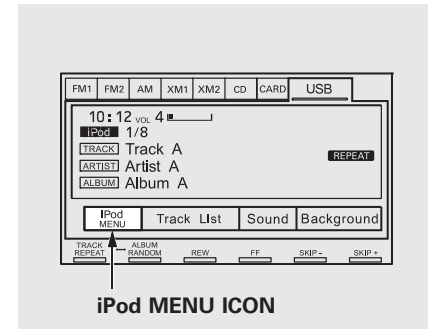 FM1 FM2 AM XM1 XM2 CD CARD USB
10:12 VOL 4
iPod 1/8
TRACK Track A
REPEAT
ARTIST Artist A
ALBUM Album A
iPod MENU Track LIst Sound Background
TRACK REPEAT ALBUM RANDOM REW FF SKIP - SKIP +
iPod MENU ICON